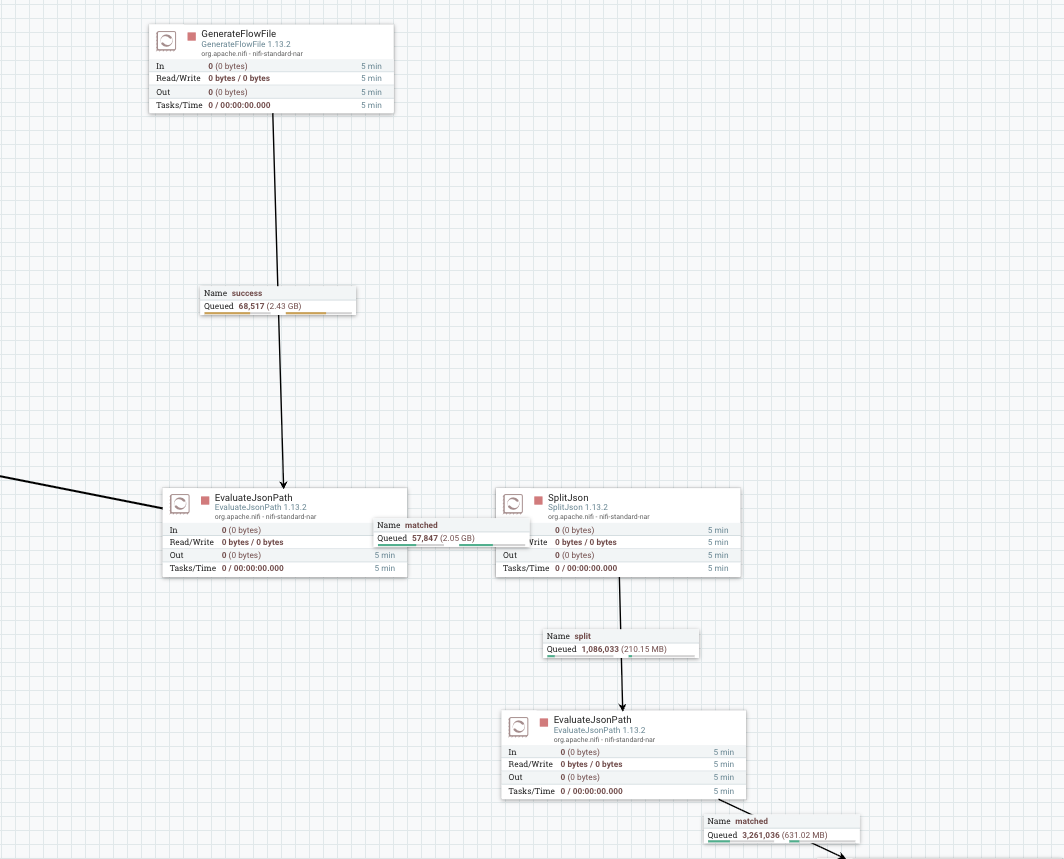 GenerateFlowFile
GenerateFlowFile 1.13.2
org.apache.nifi - nifi-standard-nar
In 0 (0 bytes) 5 min
Read/Write 0 bytes / 0 bytes 5 min
Out 0 (0 bytes) 5 min
Tasks/Time 0 / 00:00:00.000 5 min
Name success
Queued 68,517 (2.43 GB)
EvaluateJsonPath
EvaluateJsonPath 1.13.2
org.apache.nifi - nifi-standard-nar
In 0 (0 bytes)
Read/Write 0 bytes / 0 bytes
Out 0 (0 bytes) 5 min
Tasks/Time 0 / 00:00:00.000 5 min
Name matched
Queued 57,847 (2.05 GB)
SplitJson
SplitJson 1.13.2
org.apache.nifi - nifi-standard-nar
0 (0 bytes) 5 min
Write 0 bytes / 0 bytes 5 min
Out 0 (0 bytes) 5 min
Tasks/Time 0 / 00:00:00.000 5 min
Name split
Queued 1,086,033 (210.15 MB)
EvaluateJsonPath
EvaluateJsonPath 1.13.2
org.apache.nifi - nifi-standard-nar
In 0 (0 bytes) 5 min
Read/Write 0 bytes / 0 bytes 5 min
Out 0 (0 bytes) 5 min
Tasks/Time 0 / 00:00:00.000 5 min
Name matched
Queued 3,261,036 (631.02 MB)